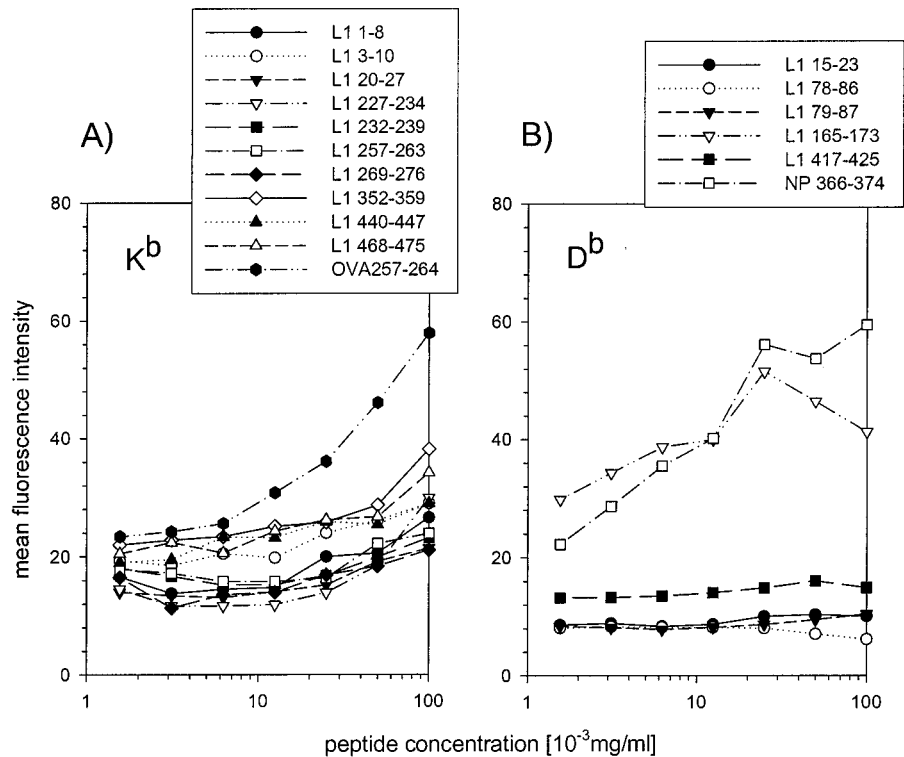 L1 1-8
L1 3-10
L1 20-27
L1 227-234
L1 232-239
L1 257-263
L1 269-276
L1 352-359
L1 440-447
L1 468-475
OVA257-264
L1 15-23
L1 78-86
L1 79-87
L1 165-173
L1 417-425
NP 366-374
A)
B)
K^b
D^b
mean fluorescence intensity
80
60
40
20
0
1
10
100
80
60
40
20
0
1
10
100
peptide concentration [10^-3mg/ml]